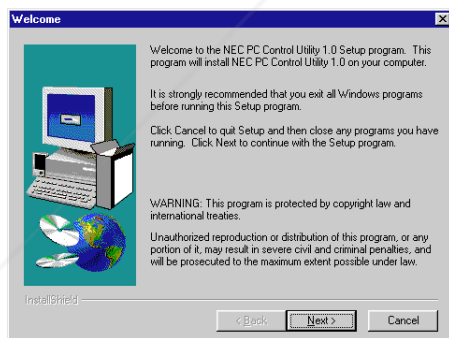 Welcome
Welcome to the NEC PC Control Utility 1.0 Setup program. This
program will install NEC PC Control Utility 1.0 on your computer.
It is strongly recommended that you exit all Windows programs
before running this Setup program.
Click Cancel to quit Setup and then close any programs you have
running. Click Next to continue with the Setup program.
WARNING: This program is protected by copyright law and
international treaties.
Unauthorized reproduction or distribution of this program, or any
portion of it, may result in severe civil and criminal penalties, and
will be prosecuted to the maximum extent possible under law.
InstallShield
< Back Next > Cancel